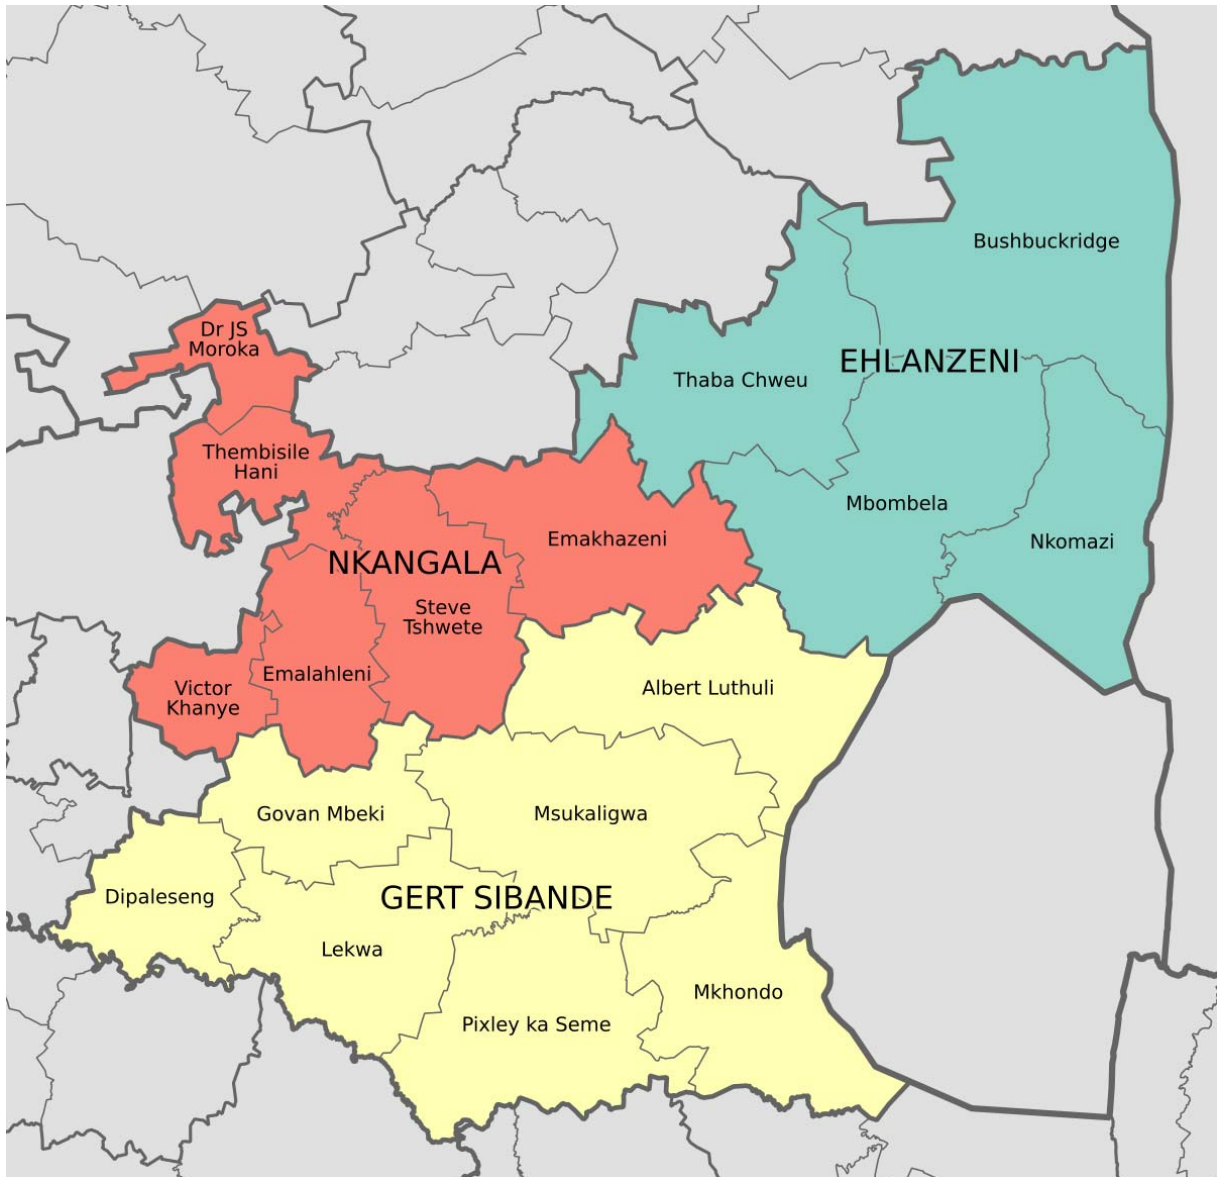 Bushbuckridge
Dr JS
Moroka
EHLANZENI
Thaba Chweu
Thembisile
Hani
Mbombela
Emakhazeni
Nkomazi
NKANGALA
Steve
Tshwete
Emalahleni
Victor
Khanye
Albert Luthuli
Govan Mbeki
Msukaligwa
Dipaleseng
GERT SIBANDE
Lekwa
Mkhondo
Pixley ka Seme